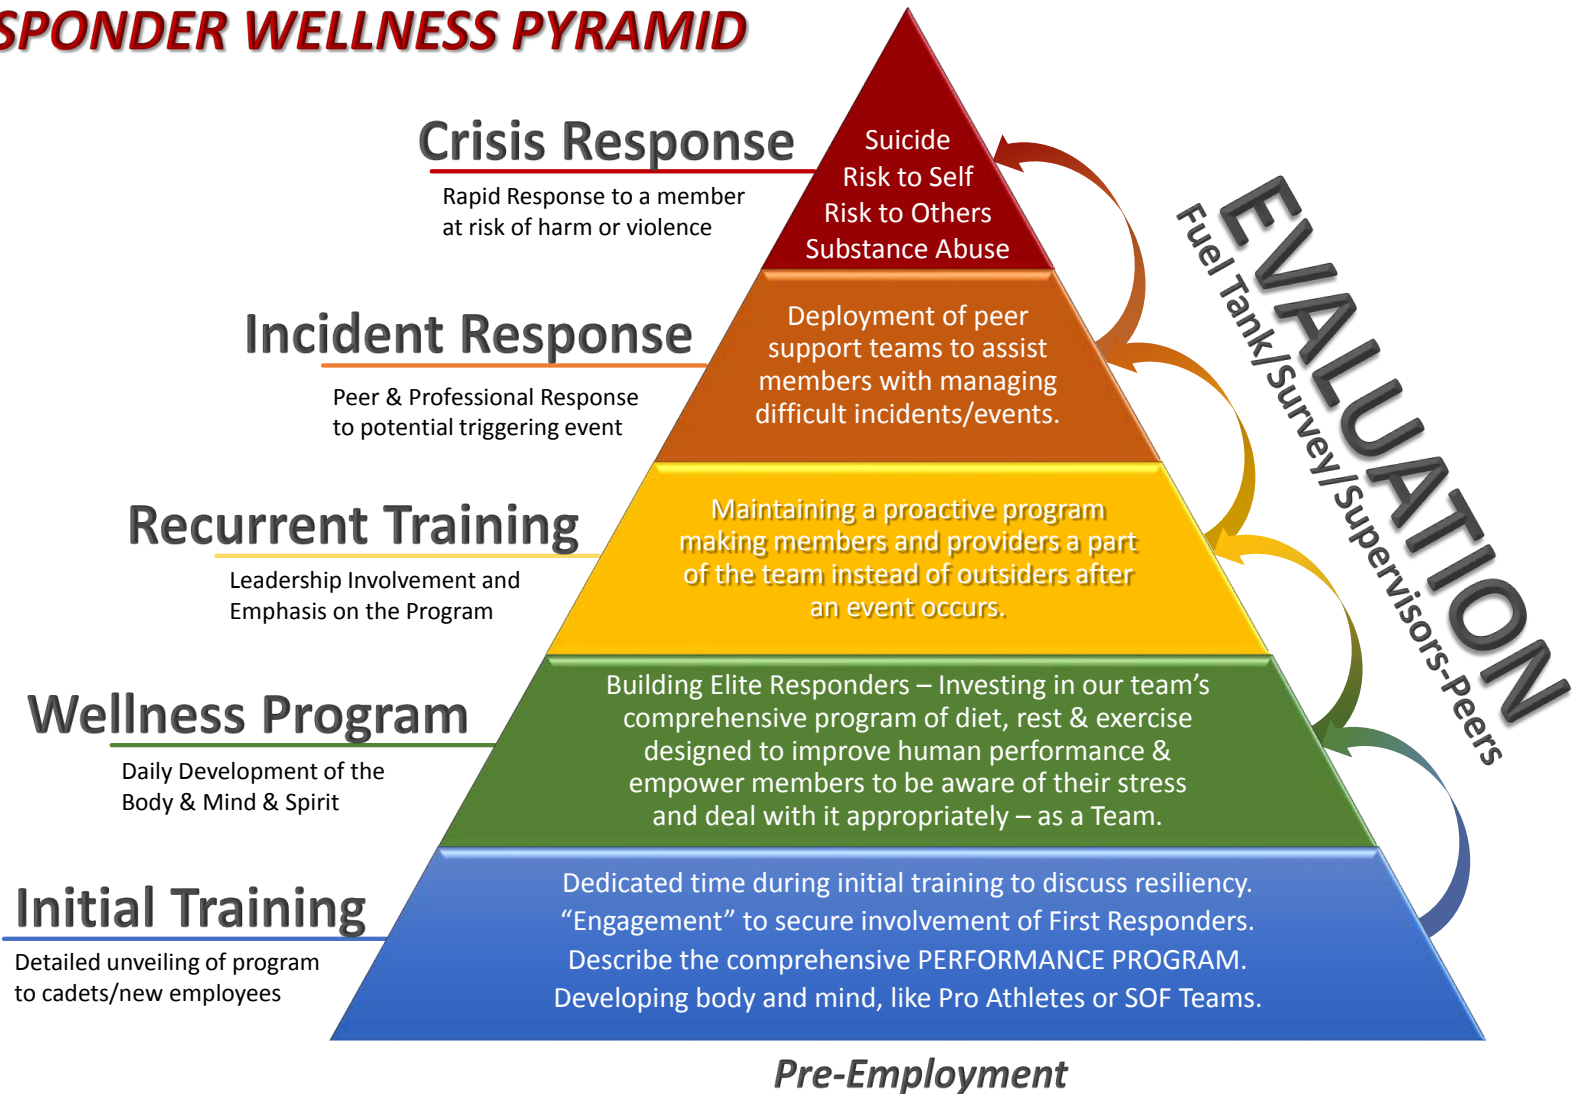 SPONDER WELLNESS PYRAMID
Crisis Response
Rapid Response to a member
at risk of harm or violence
Suicide
Risk to Self
Risk to Others
Substance Abuse
Incident Response
Peer & Professional Response
to potential triggering event
Deployment of peer
support teams to assist
members with managing
difficult incidents/events.
Recurrent Training
Leadership Involvement and
Emphasis on the Program
Maintaining a proactive program
making members and providers a part
of the team instead of outsiders after
an event occurs.
Wellness Program
Daily Development of the
Body & Mind & Spirit
Building Elite Responders – Investing in our team's
comprehensive program of diet, rest & exercise
designed to improve human performance &
empower members to be aware of their stress
and deal with it appropriately – as a Team.
Initial Training
Detailed unveiling of program
to cadets/new employees
Dedicated time during initial training to discuss resiliency.
“Engagement” to secure involvement of First Responders.
Describe the comprehensive PERFORMANCE PROGRAM.
Developing body and mind, like Pro Athletes or SOF Teams.
EVALUATION
Fuel Tank/Survey/Supervisors-Peers
Pre-Employment